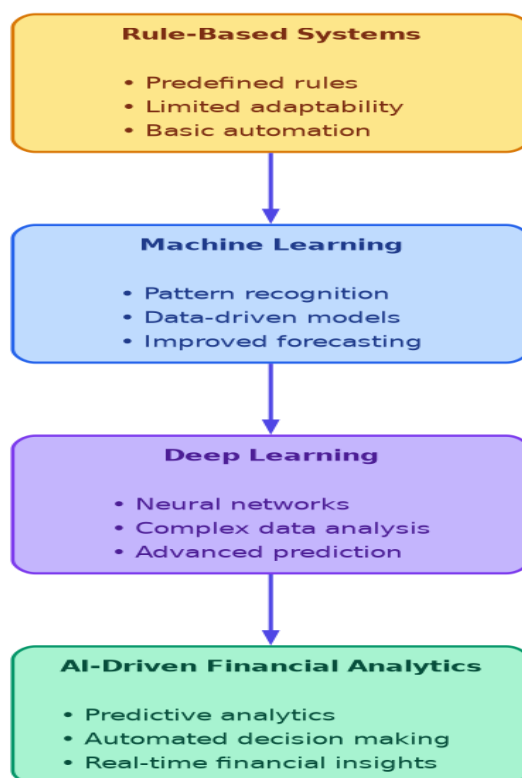 Rule-Based Systems
• Predefined rules
• Limited adaptability
• Basic automation
Machine Learning
• Pattern recognition
• Data-driven models
• Improved forecasting
Deep Learning
• Neural networks
• Complex data analysis
• Advanced prediction
AI-Driven Financial Analytics
• Predictive analytics
• Automated decision making
• Real-time financial insights